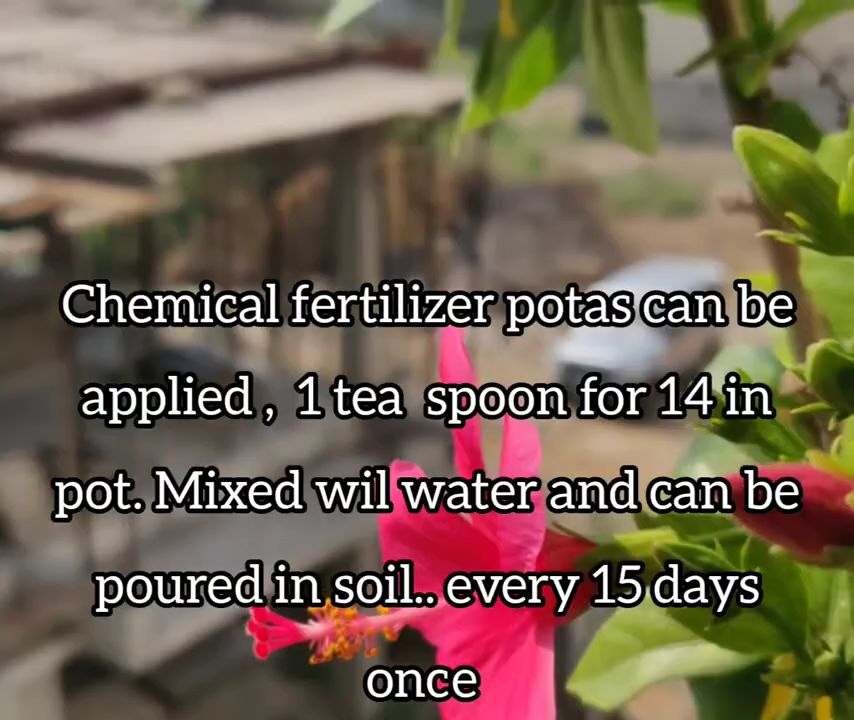 Chemical fertilizer potas can be
applied , 1 tea spoon for 14 in
pot. Mixed wil water and can be
poured in soil.. every 15 days
once